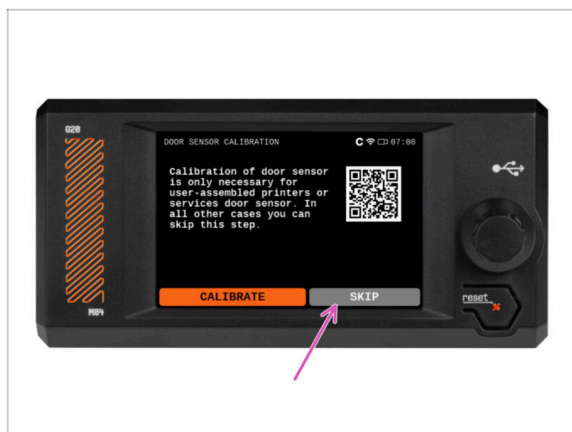 G28
DOOR SENSOR CALIBRATION
C 07:08
Calibration of door sensor
is only necessary for
user-assembled printers or
services door sensor. In
all other cases you can
skip this step.
CALIBRATE
SKIP
reset
M84